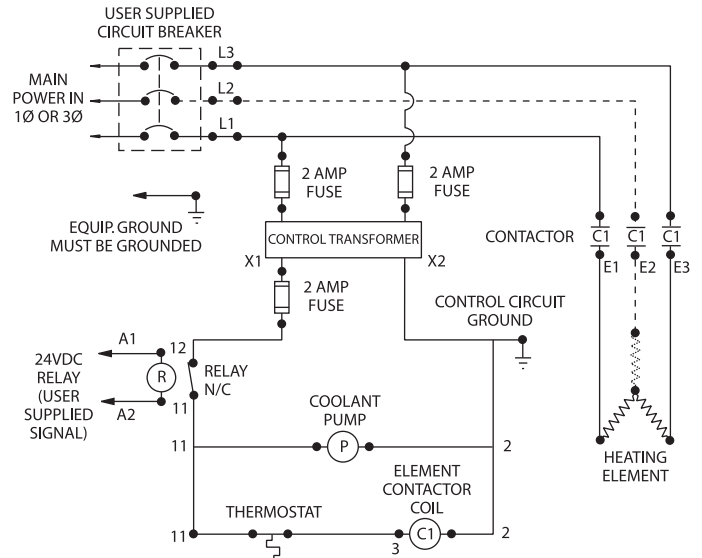 USER SUPPLIED
CIRCUIT BREAKER
L3
MAIN
POWER IN
1Ø OR 3Ø
L2
L1
2 AMP
FUSE
2 AMP
FUSE
EQUIP. GROUND
MUST BE GROUNDED
CONTROL TRANSFORMER
CONTACTOR
C1
C1
C1
X1
X2
E1
E2
E3
2 AMP
FUSE
CONTROL CIRCUIT
GROUND
A1
12
24VDC
RELAY
(USER
SUPPLIED
SIGNAL)
R
RELAY
N/C
A2
11
COOLANT
PUMP
11
P
2
HEATING
ELEMENT
ELEMENT
CONTACTOR
COIL
THERMOSTAT
11
3
C1
2